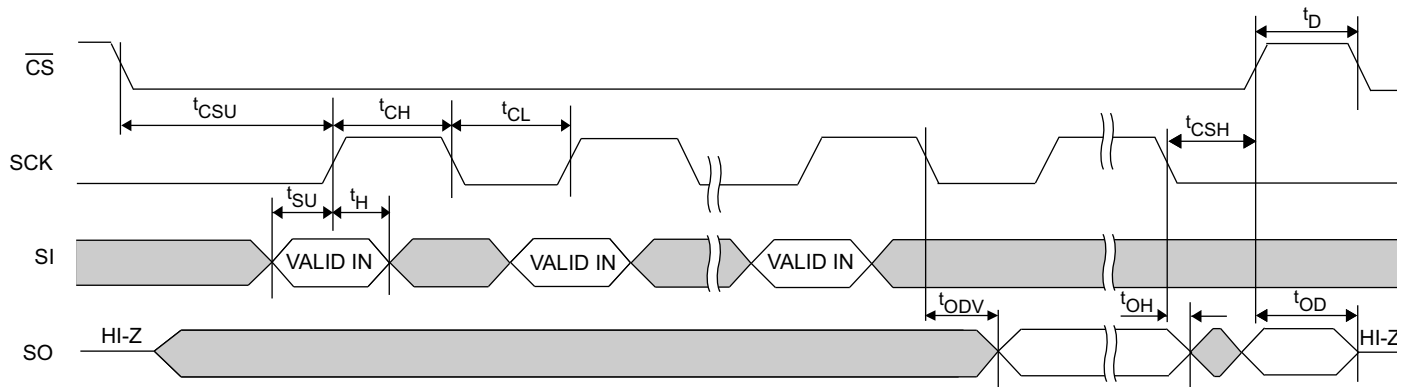 tD
CS
tCSU
tCH
tCL
tCSH
SCK
tSU
tH
SI
VALID IN
VALID IN
VALID IN
tODV
tOH
tOD
HI-Z
HI-Z
SO